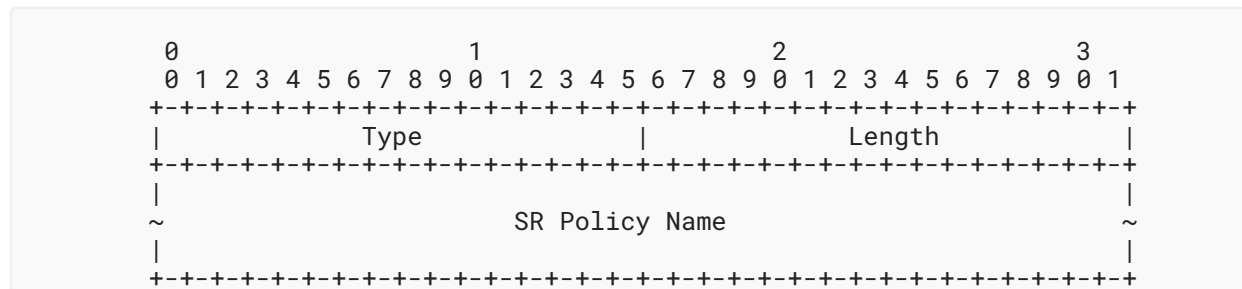 0                   1                   2                   3
 0 1 2 3 4 5 6 7 8 9 0 1 2 3 4 5 6 7 8 9 0 1 2 3 4 5 6 7 8 9 0 1
+-+-+-+-+-+-+-+-+-+-+-+-+-+-+-+-+-+-+-+-+-+-+-+-+-+-+-+-+-+-+-+-+
|             Type              |             Length            |
+-+-+-+-+-+-+-+-+-+-+-+-+-+-+-+-+-+-+-+-+-+-+-+-+-+-+-+-+-+-+-+-+
|                                                               |
~                       SR Policy Name                          ~
|                                                               |
+-+-+-+-+-+-+-+-+-+-+-+-+-+-+-+-+-+-+-+-+-+-+-+-+-+-+-+-+-+-+-+-+